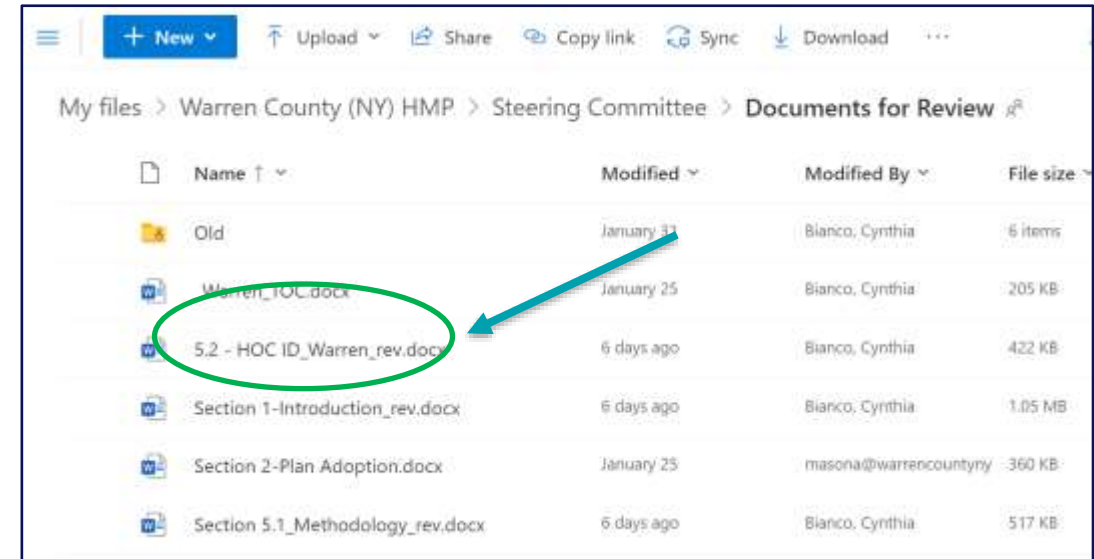 + New Upload Share Copy link Sync Download ...
My files > Warren County (NY) HMP > Steering Committee > Documents for Review
Name ↑ Modified Modified By File size
Old January 31 Bianco, Cynthia 6 items
_Warren_TOC.docx January 25 Bianco, Cynthia 205 KB
5.2 - HOC ID_Warren_rev.docx 6 days ago Bianco, Cynthia 422 KB
Section 1-Introduction_rev.docx 6 days ago Bianco, Cynthia 1.05 MB
Section 2-Plan Adoption.docx January 25 masona@warrencountyny 360 KB
Section 5.1_Methodology_rev.docx 6 days ago Bianco, Cynthia 517 KB